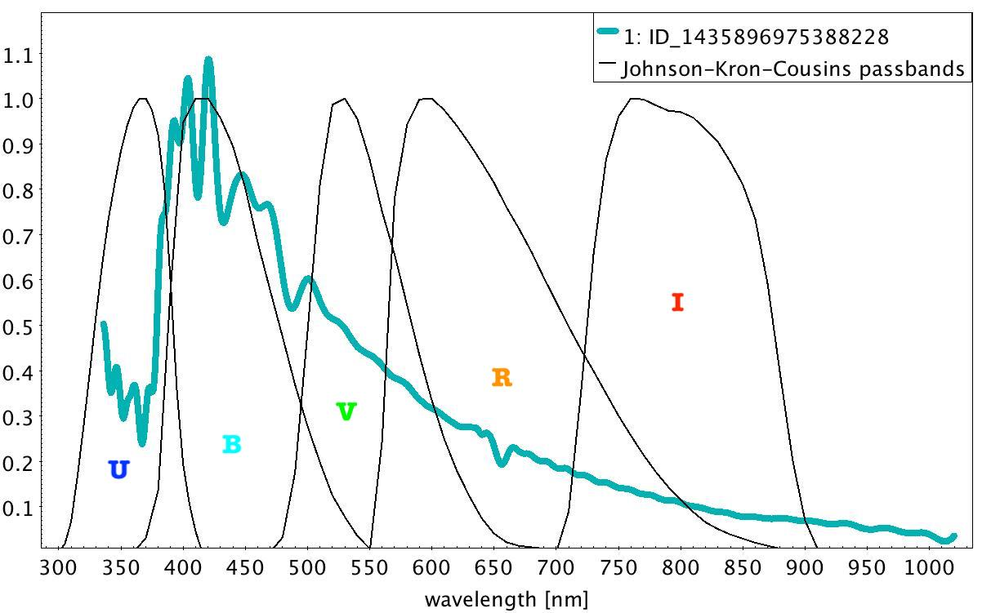 1: ID_1435896975388228
Johnson-Kron-Cousins passbands
1.1
1.0
0.9
0.8
0.7
0.6
0.5
0.4
0.3
0.2
0.1
U
B
V
R
I
300 350 400 450 500 550 600 650 700 750 800 850 900 950 1000
wavelength [nm]